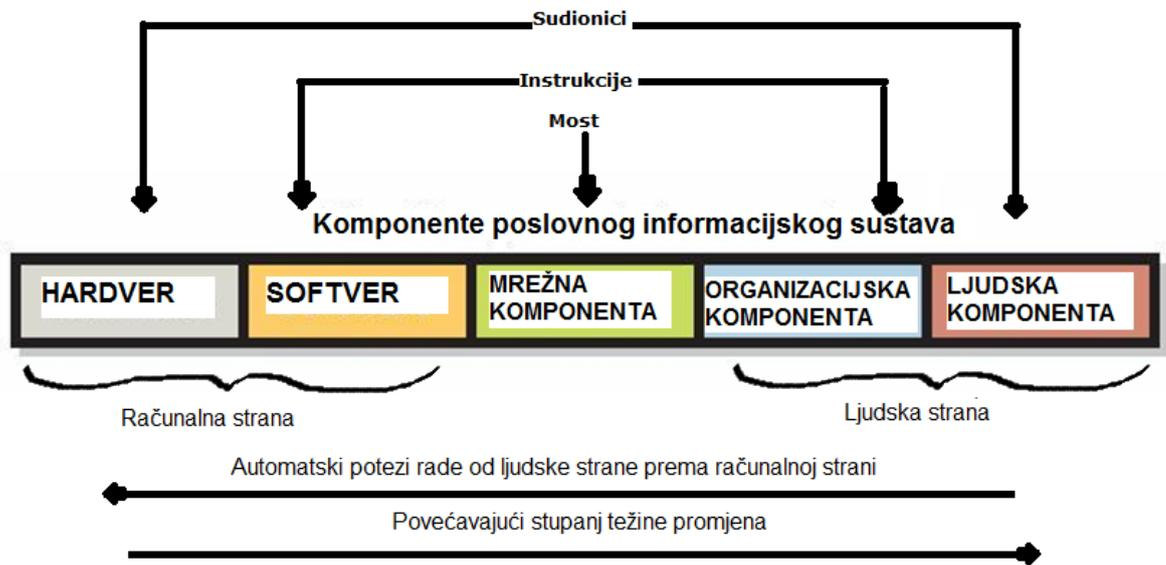 Sudionici
Instrukcije
Most
Komponente poslovnog informacijskog sustava
HARDVER
SOFTVER
MREŽNA
KOMPONENTA
ORGANIZACIJSKA
KOMPONENTA
LJUDSKA
KOMPONENTA
Računalna strana
Ljudska strana
Automatski potezi rade od ljudske strane prema računalnoj strani
Povećavajući stupanj težine promjena